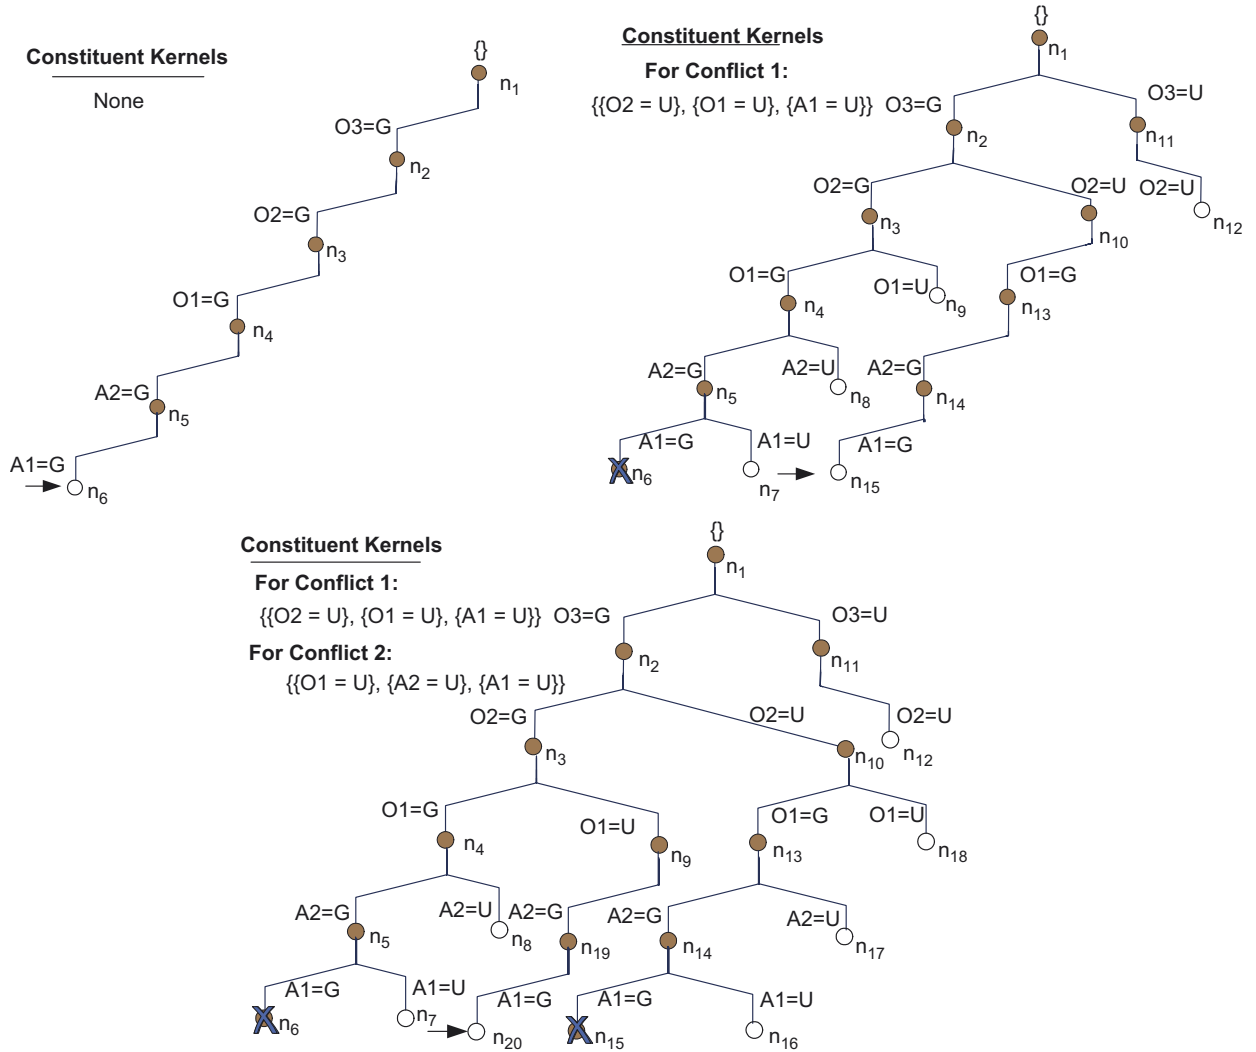 Constituent Kernels
None
{}
n1
O3=G
n2
O2=G
n3
O1=G
n4
A2=G
n5
A1=G
n6
Constituent Kernels
For Conflict 1:
{{O2 = U}, {O1 = U}, {A1 = U}}
{}
n1
O3=G
O3=U
n2
n11
O2=G
O2=U
O2=U
n3
n10
n12
O1=G
O1=U
O1=G
n4
n9
n13
A2=G
A2=U
A2=G
n5
n8
n14
A1=G
A1=U
A1=G
n6
n7
n15
Constituent Kernels
For Conflict 1:
{{O2 = U}, {O1 = U}, {A1 = U}}
For Conflict 2:
{{O1 = U}, {A2 = U}, {A1 = U}}
{}
n1
O3=G
O3=U
n2
n11
O2=G
O2=U
O2=U
n3
n10
n12
O1=G
O1=U
O1=G
O1=U
n4
n9
n13
n18
A2=G
A2=U
A2=G
A2=G
A2=U
n5
n8
n19
n14
n17
A1=G
A1=U
A1=G
A1=G
A1=U
n6
n7
n20
n15
n16